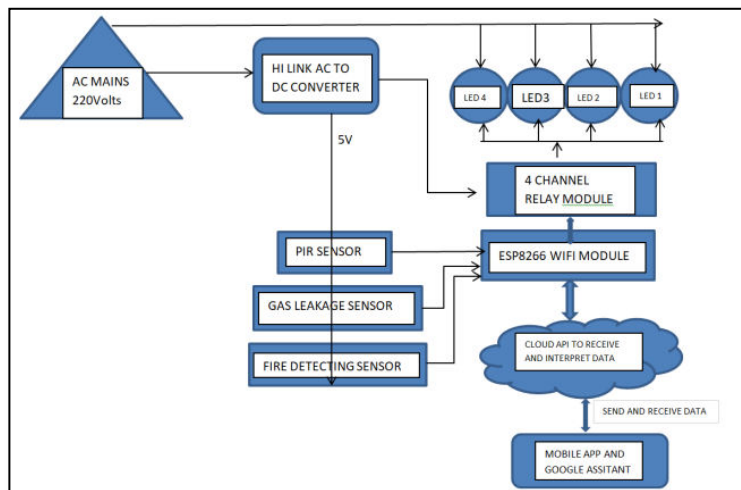 AC MAINS
220Volts
HI LINK AC TO
DC CONVERTER
LED 4
LED3
LED 2
LED 1
5V
4 CHANNEL
RELAY MODULE
PIR SENSOR
ESP8266 WIFI MODULE
GAS LEAKAGE SENSOR
FIRE DETECTING SENSOR
CLOUD API TO RECEIVE
AND INTERPRET DATA
SEND AND RECEIVE DATA
MOBILE APP AND
GOOGLE ASSITANT